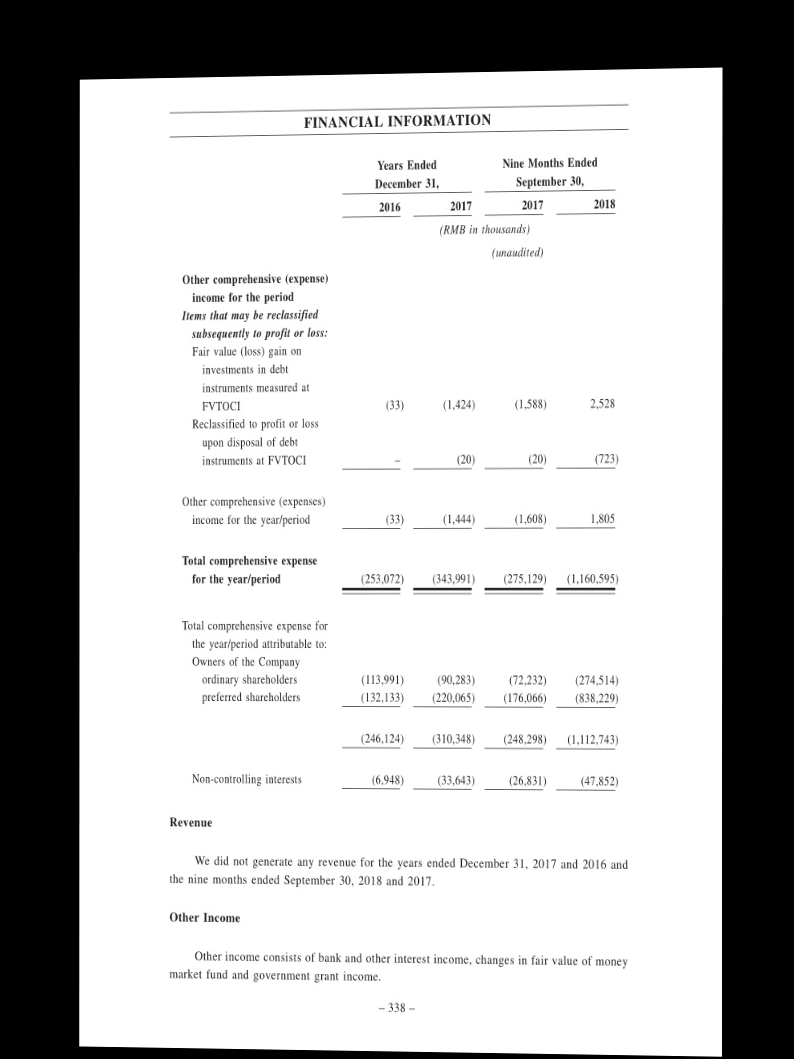 FINANCIAL INFORMATION
Years Ended Nine Months Ended
December 31, September 30,
2016 2017 2017 2018
(RMB in thousands)
(unaudited)
Other comprehensive (expense)
income for the period
Items that may be reclassified
subsequently to profit or loss:
Fair value (loss) gain on
investments in debt
instruments measured at
FVTOCI (33) (1,424) (1,588) 2,528
Reclassified to profit or loss
upon disposal of debt
instruments at FVTOCI – (20) (20) (723)
Other comprehensive (expenses)
income for the year/period (33) (1,444) (1,608) 1,805
Total comprehensive expense
for the year/period (253,072) (343,991) (275,129) (1,160,595)
Total comprehensive expense for
the year/period attributable to:
Owners of the Company
ordinary shareholders (113,991) (90,283) (72,232) (274,514)
preferred shareholders (132,133) (220,065) (176,066) (838,229)
(246,124) (310,348) (248,298) (1,112,743)
Non-controlling interests (6,948) (33,643) (26,831) (47,852)
Revenue
We did not generate any revenue for the years ended December 31, 2017 and 2016 and
the nine months ended September 30, 2018 and 2017.
Other Income
Other income consists of bank and other interest income, changes in fair value of money
market fund and government grant income.
– 338 –